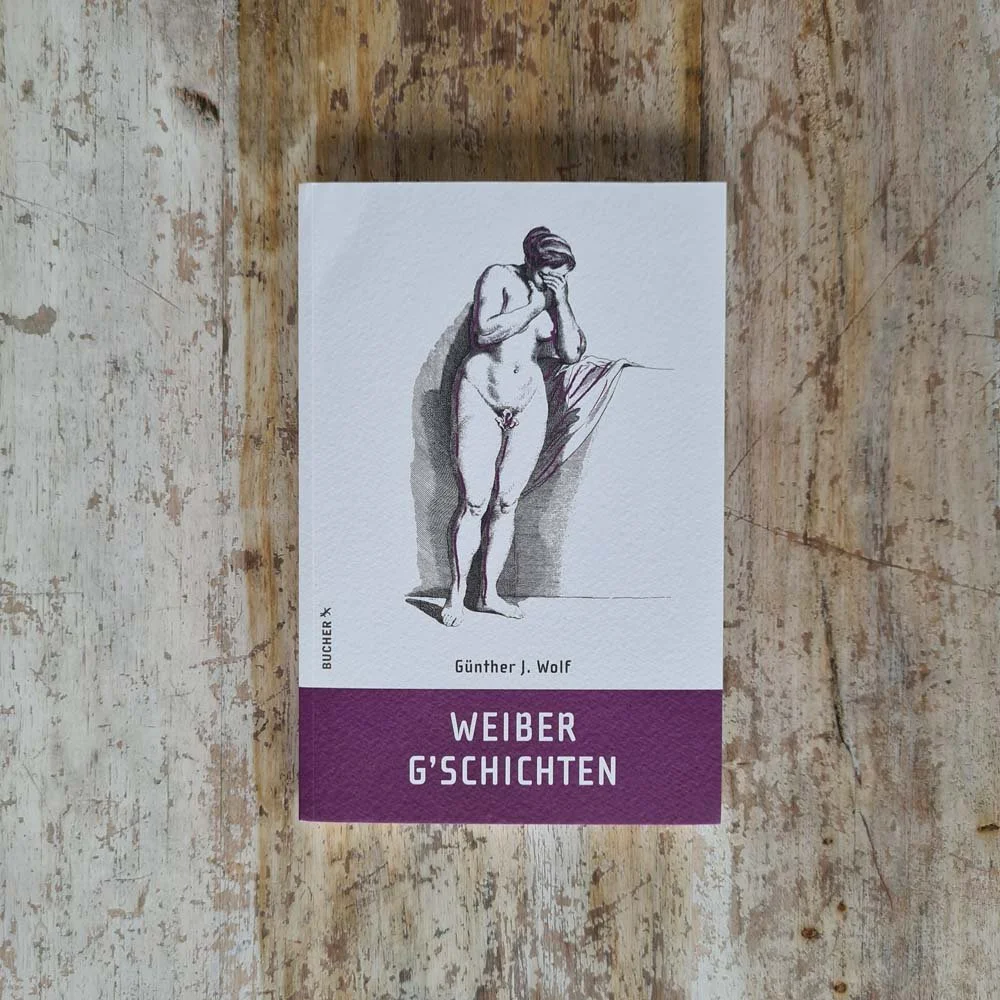 BUCHER
Günther J. Wolf
WEIBER
G’SCHICHTEN